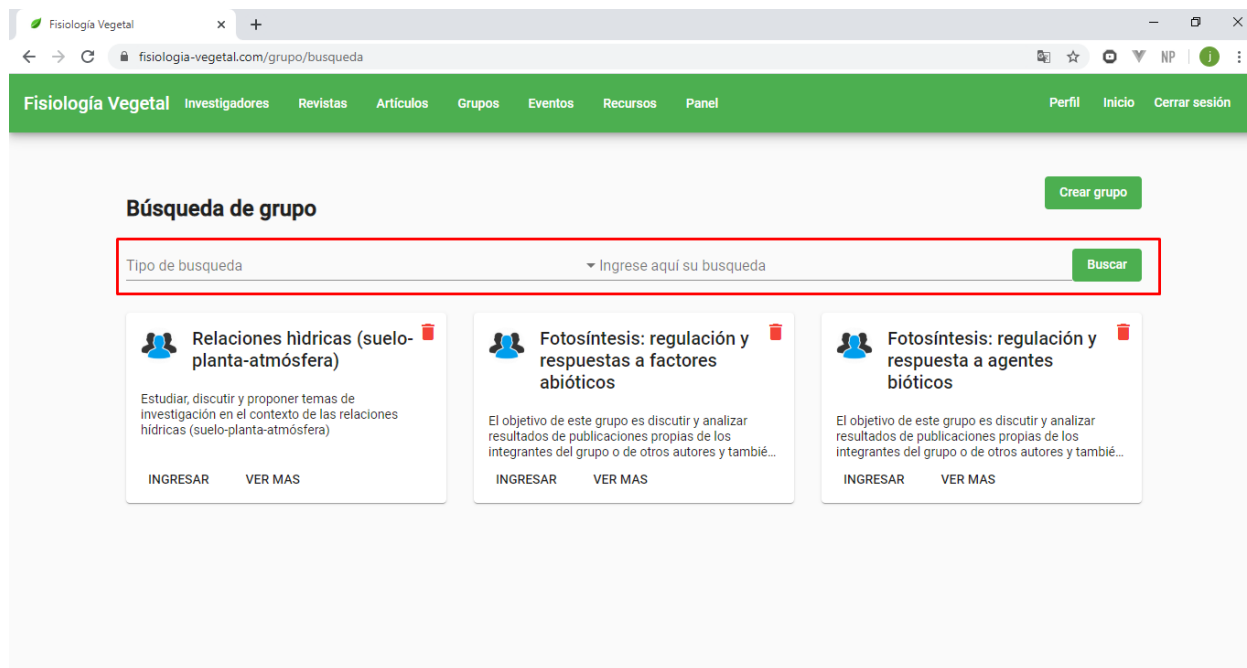 Fisiología Vegetal
fisiologia-vegetal.com/grupo/busqueda
NP
j
Fisiología Vegetal Investigadores Revistas Artículos Grupos Eventos Recursos Panel Perfil Inicio Cerrar sesión
Crear grupo
Búsqueda de grupo
Tipo de busqueda Ingrese aquí su busqueda Buscar
Relaciones hìdricas (suelo-
planta-atmósfera)
Estudiar, discutir y proponer temas de
investigación en el contexto de las relaciones
hídricas (suelo-planta-atmósfera)
INGRESAR VER MAS
Fotosíntesis: regulación y
respuestas a factores
abióticos
El objetivo de este grupo es discutir y analizar
resultados de publicaciones propias de los
integrantes del grupo o de otros autores y tambié...
INGRESAR VER MAS
Fotosíntesis: regulación y
respuesta a agentes
bióticos
El objetivo de este grupo es discutir y analizar
resultados de publicaciones propias de los
integrantes del grupo o de otros autores y tambié...
INGRESAR VER MAS